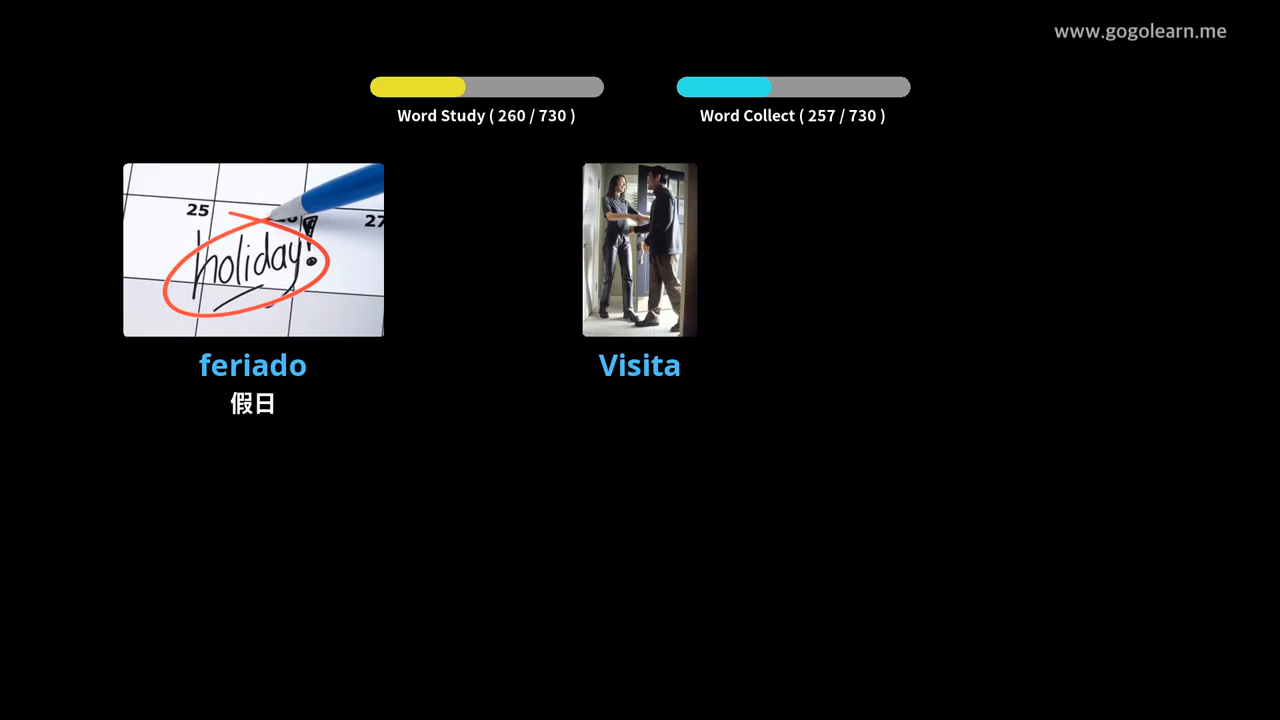 www.gogolearn.me
Word Study ( 260 / 730 )
Word Collect ( 257 / 730 )
25
27
holiday!
feriado
Visita
假日